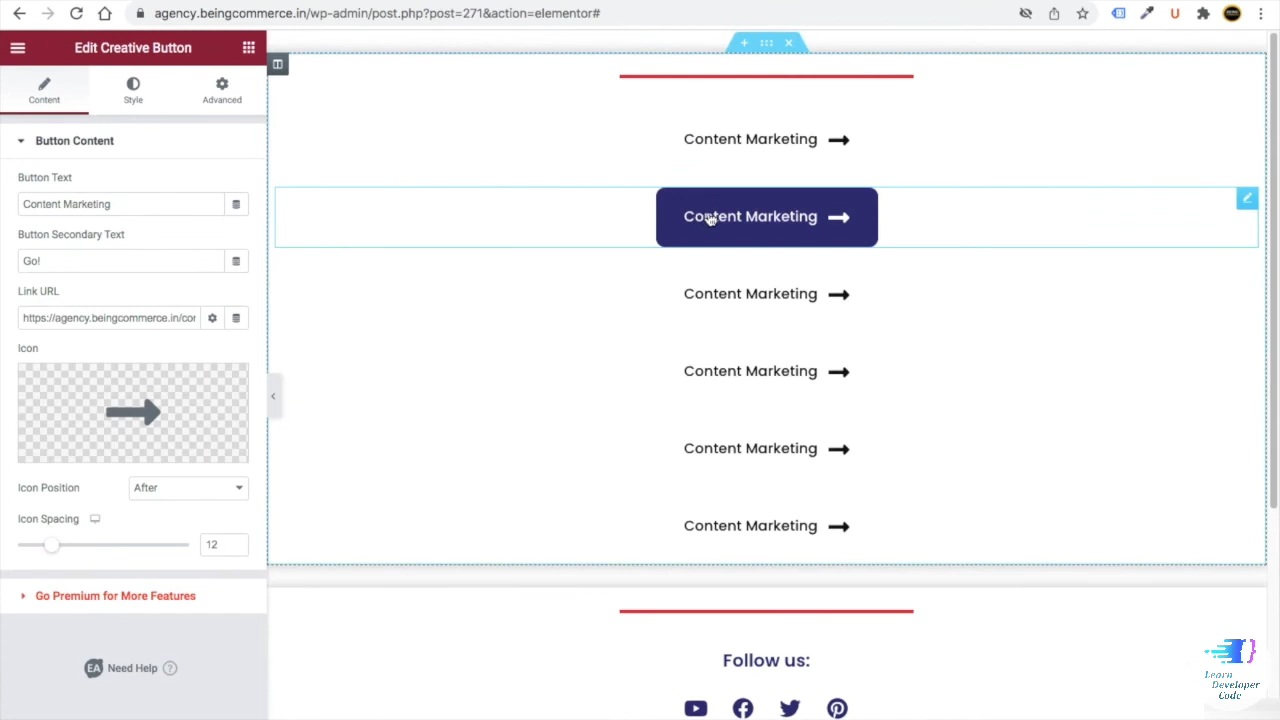 agency.beingcommerce.in/wp-admin/post.php?post=271&action=elementor#
Edit Creative Button
Content
Style
Advanced
Button Content
Button Text
Content Marketing
Button Secondary Text
Go!
Link URL
https://agency.beingcommerce.in/cor
Icon
Icon Position
After
Icon Spacing
12
Go Premium for More Features
EA Need Help ?
Content Marketing
Content Marketing
Content Marketing
Content Marketing
Content Marketing
Content Marketing
Follow us:
Learn
Developer
Code